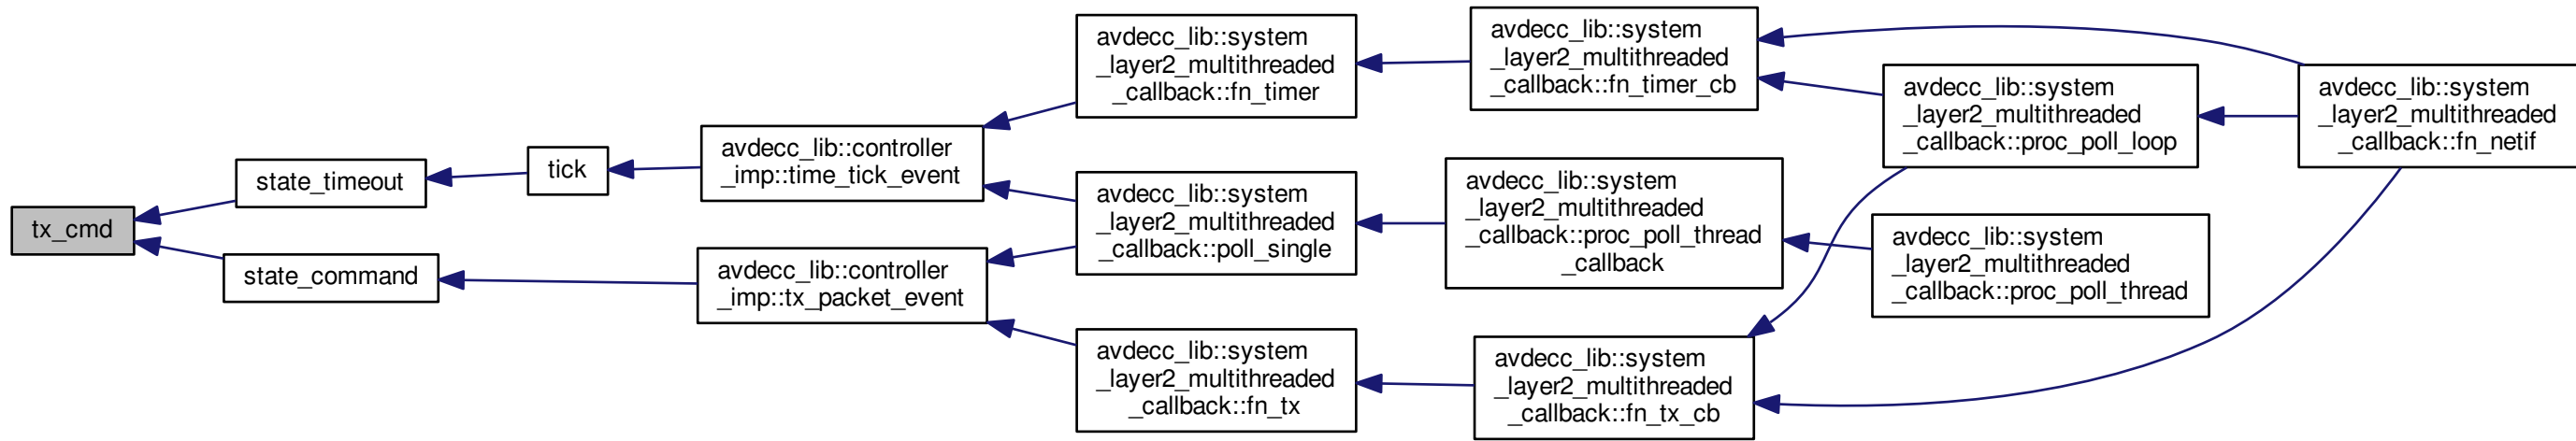 tx_cmd
state_timeout
state_command
tick
avdecc_lib::controller
_imp::time_tick_event
avdecc_lib::controller
_imp::tx_packet_event
avdecc_lib::system
_layer2_multithreaded
_callback::fn_timer
avdecc_lib::system
_layer2_multithreaded
_callback::poll_single
avdecc_lib::system
_layer2_multithreaded
_callback::fn_tx
avdecc_lib::system
_layer2_multithreaded
_callback::fn_timer_cb
avdecc_lib::system
_layer2_multithreaded
_callback::proc_poll_thread
_callback
avdecc_lib::system
_layer2_multithreaded
_callback::fn_tx_cb
avdecc_lib::system
_layer2_multithreaded
_callback::proc_poll_loop
avdecc_lib::system
_layer2_multithreaded
_callback::proc_poll_thread
avdecc_lib::system
_layer2_multithreaded
_callback::fn_netif